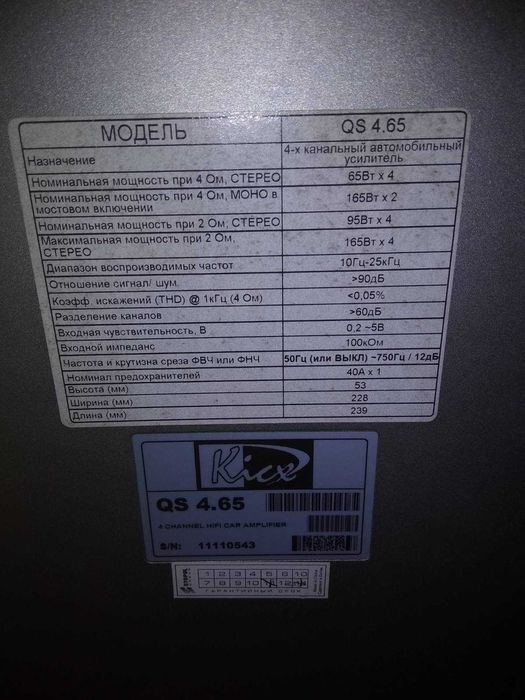 МОДЕЛЬ QS 4.65
Назначение 4-х канальный автомобильный усилитель
Номинальная мощность при 4 Ом, СТЕРЕО 65Вт x 4
Номинальная мощность при 4 Ом, МОНО в мостовом включении 165Вт x 2
Номинальная мощность при 2 Ом, СТЕРЕО 95Вт x 4
Максимальная мощность при 2 Ом, СТЕРЕО 165Вт x 4
Диапазон воспроизводимых частот 10Гц-25кГц
Отношение сигнал/ шум. >90дБ
Коэфф. искажений (THD) @ 1кГц (4 Ом) <0,05%
Разделение каналов >60дБ
Входная чувствительность, В 0,2 ~5В
Входной импеданс 100кОм
Частота и крутизна среза ФВЧ или ФНЧ 50Гц (или ВЫКЛ) ~750Гц / 12дБ
Номинал предохранителей 40А x 1
Высота (мм) 53
Ширина (мм) 228
Длина (мм) 239
Kicx
QS 4.65
4 CHANNEL HIFI CAR AMPLIFIER
S/N: 11110543
1 2 3 4 5 6 10
7 8 9 10 12
ГАРАНТИЙНЫЙ СРОК